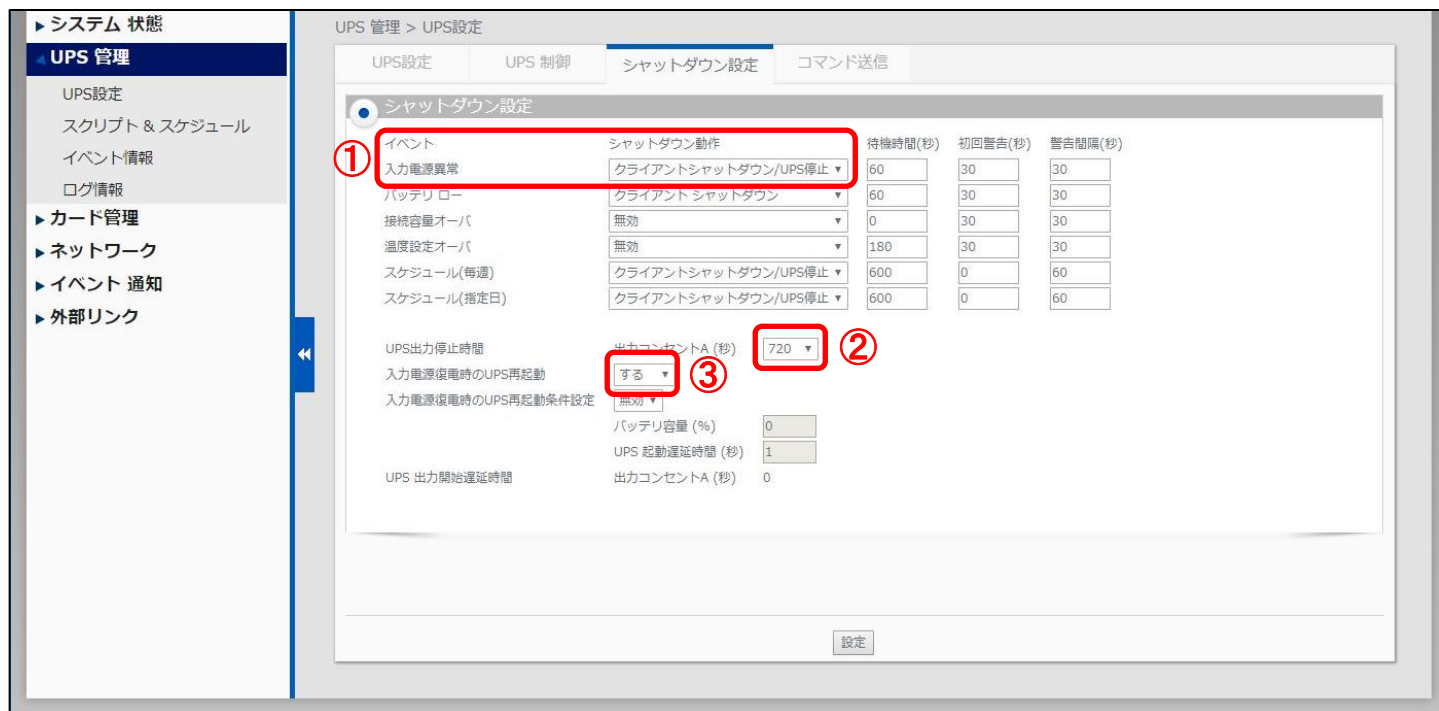 システム 状態
UPS 管理
UPS設定
スクリプト & スケジュール
イベント情報
ログ情報
カード管理
ネットワーク
イベント 通知
外部リンク
UPS 管理 > UPS設定
UPS設定 UPS 制御 シャットダウン設定 コマンド送信
シャットダウン設定
① イベント シャットダウン動作 待機時間(秒) 初回警告(秒) 警告間隔(秒)
入力電源異常 クライアントシャットダウン/UPS停止 60 30 30
バッテリ ロー クライアント シャットダウン 60 30 30
接続容量オーバ 無効 0 30 30
温度設定オーバ 無効 180 30 30
スケジュール(毎週) クライアントシャットダウン/UPS停止 600 0 60
スケジュール(指定日) クライアントシャットダウン/UPS停止 600 0 60
UPS出力停止時間 出力コンセントA (秒) 720 ②
入力電源復電時のUPS再起動 する ③
入力電源復電時のUPS再起動条件設定 無効
バッテリ容量 (%) 0
UPS 起動遅延時間 (秒) 1
UPS 出力開始遅延時間 出力コンセントA (秒) 0
設定